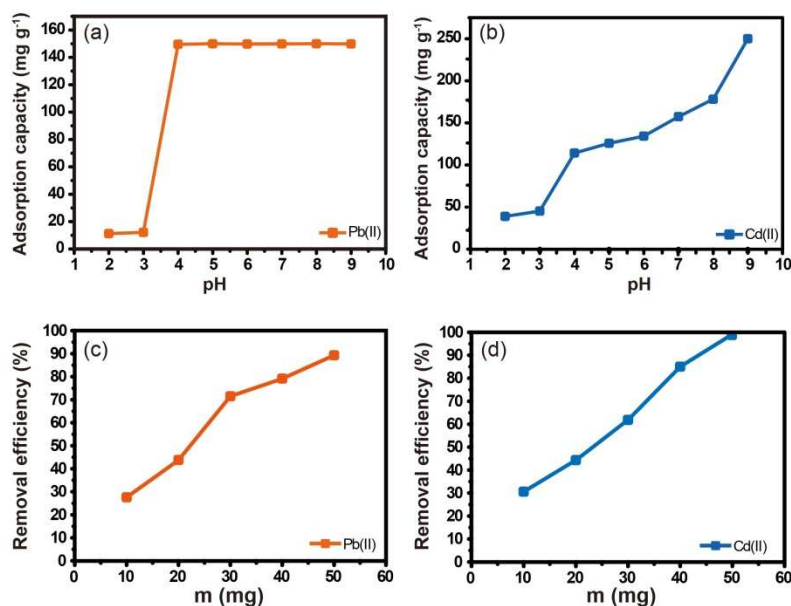 (a)
Adsorption capacity (mg g⁻¹)
160
140
120
100
80
60
40
20
0
1 2 3 4 5 6 7 8 9 10
pH
Pb(II)
(b)
Adsorption capacity (mg g⁻¹)
250
200
150
100
50
0
1 2 3 4 5 6 7 8 9 10
pH
Cd(II)
(c)
Removal efficiency (%)
100
90
80
70
60
50
40
30
20
10
0
0 10 20 30 40 50 60
m (mg)
Pb(II)
(d)
Removal efficiency (%)
100
90
80
70
60
50
40
30
20
10
0
0 10 20 30 40 50 60
m (mg)
Cd(II)